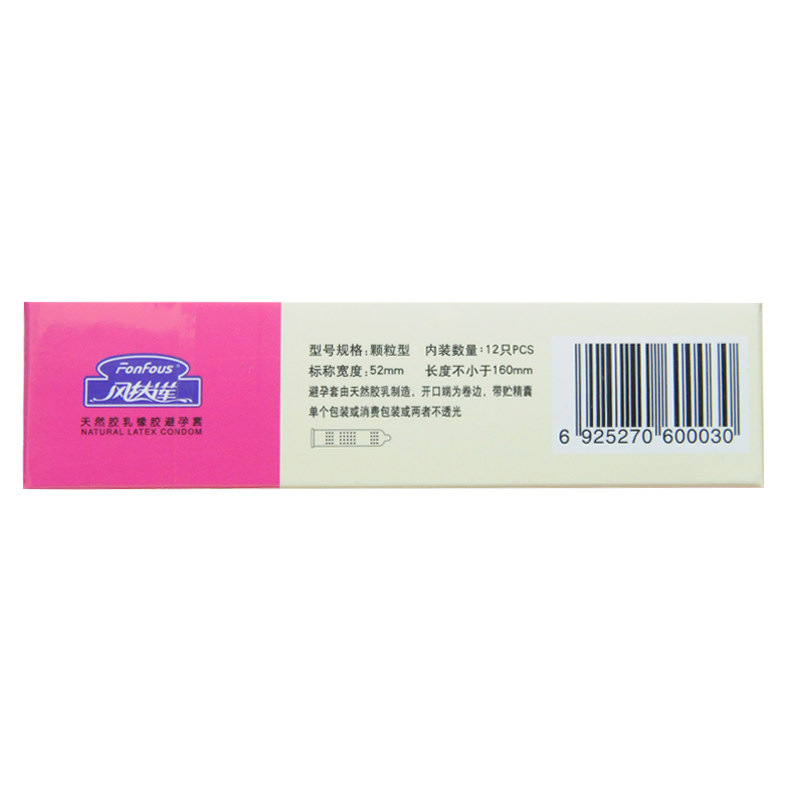 FonFous
风芙莲
天然胶乳橡胶避孕套
NATURAL LATEX CONDOM
型号规格:颗粒型 内装数量:12只PCS
标称宽度:52mm 长度不小于160mm
避孕套由天然胶乳制造，开口端为卷边，带贮精囊
单个包装或消费包装或两者不透光
6 925270 600030